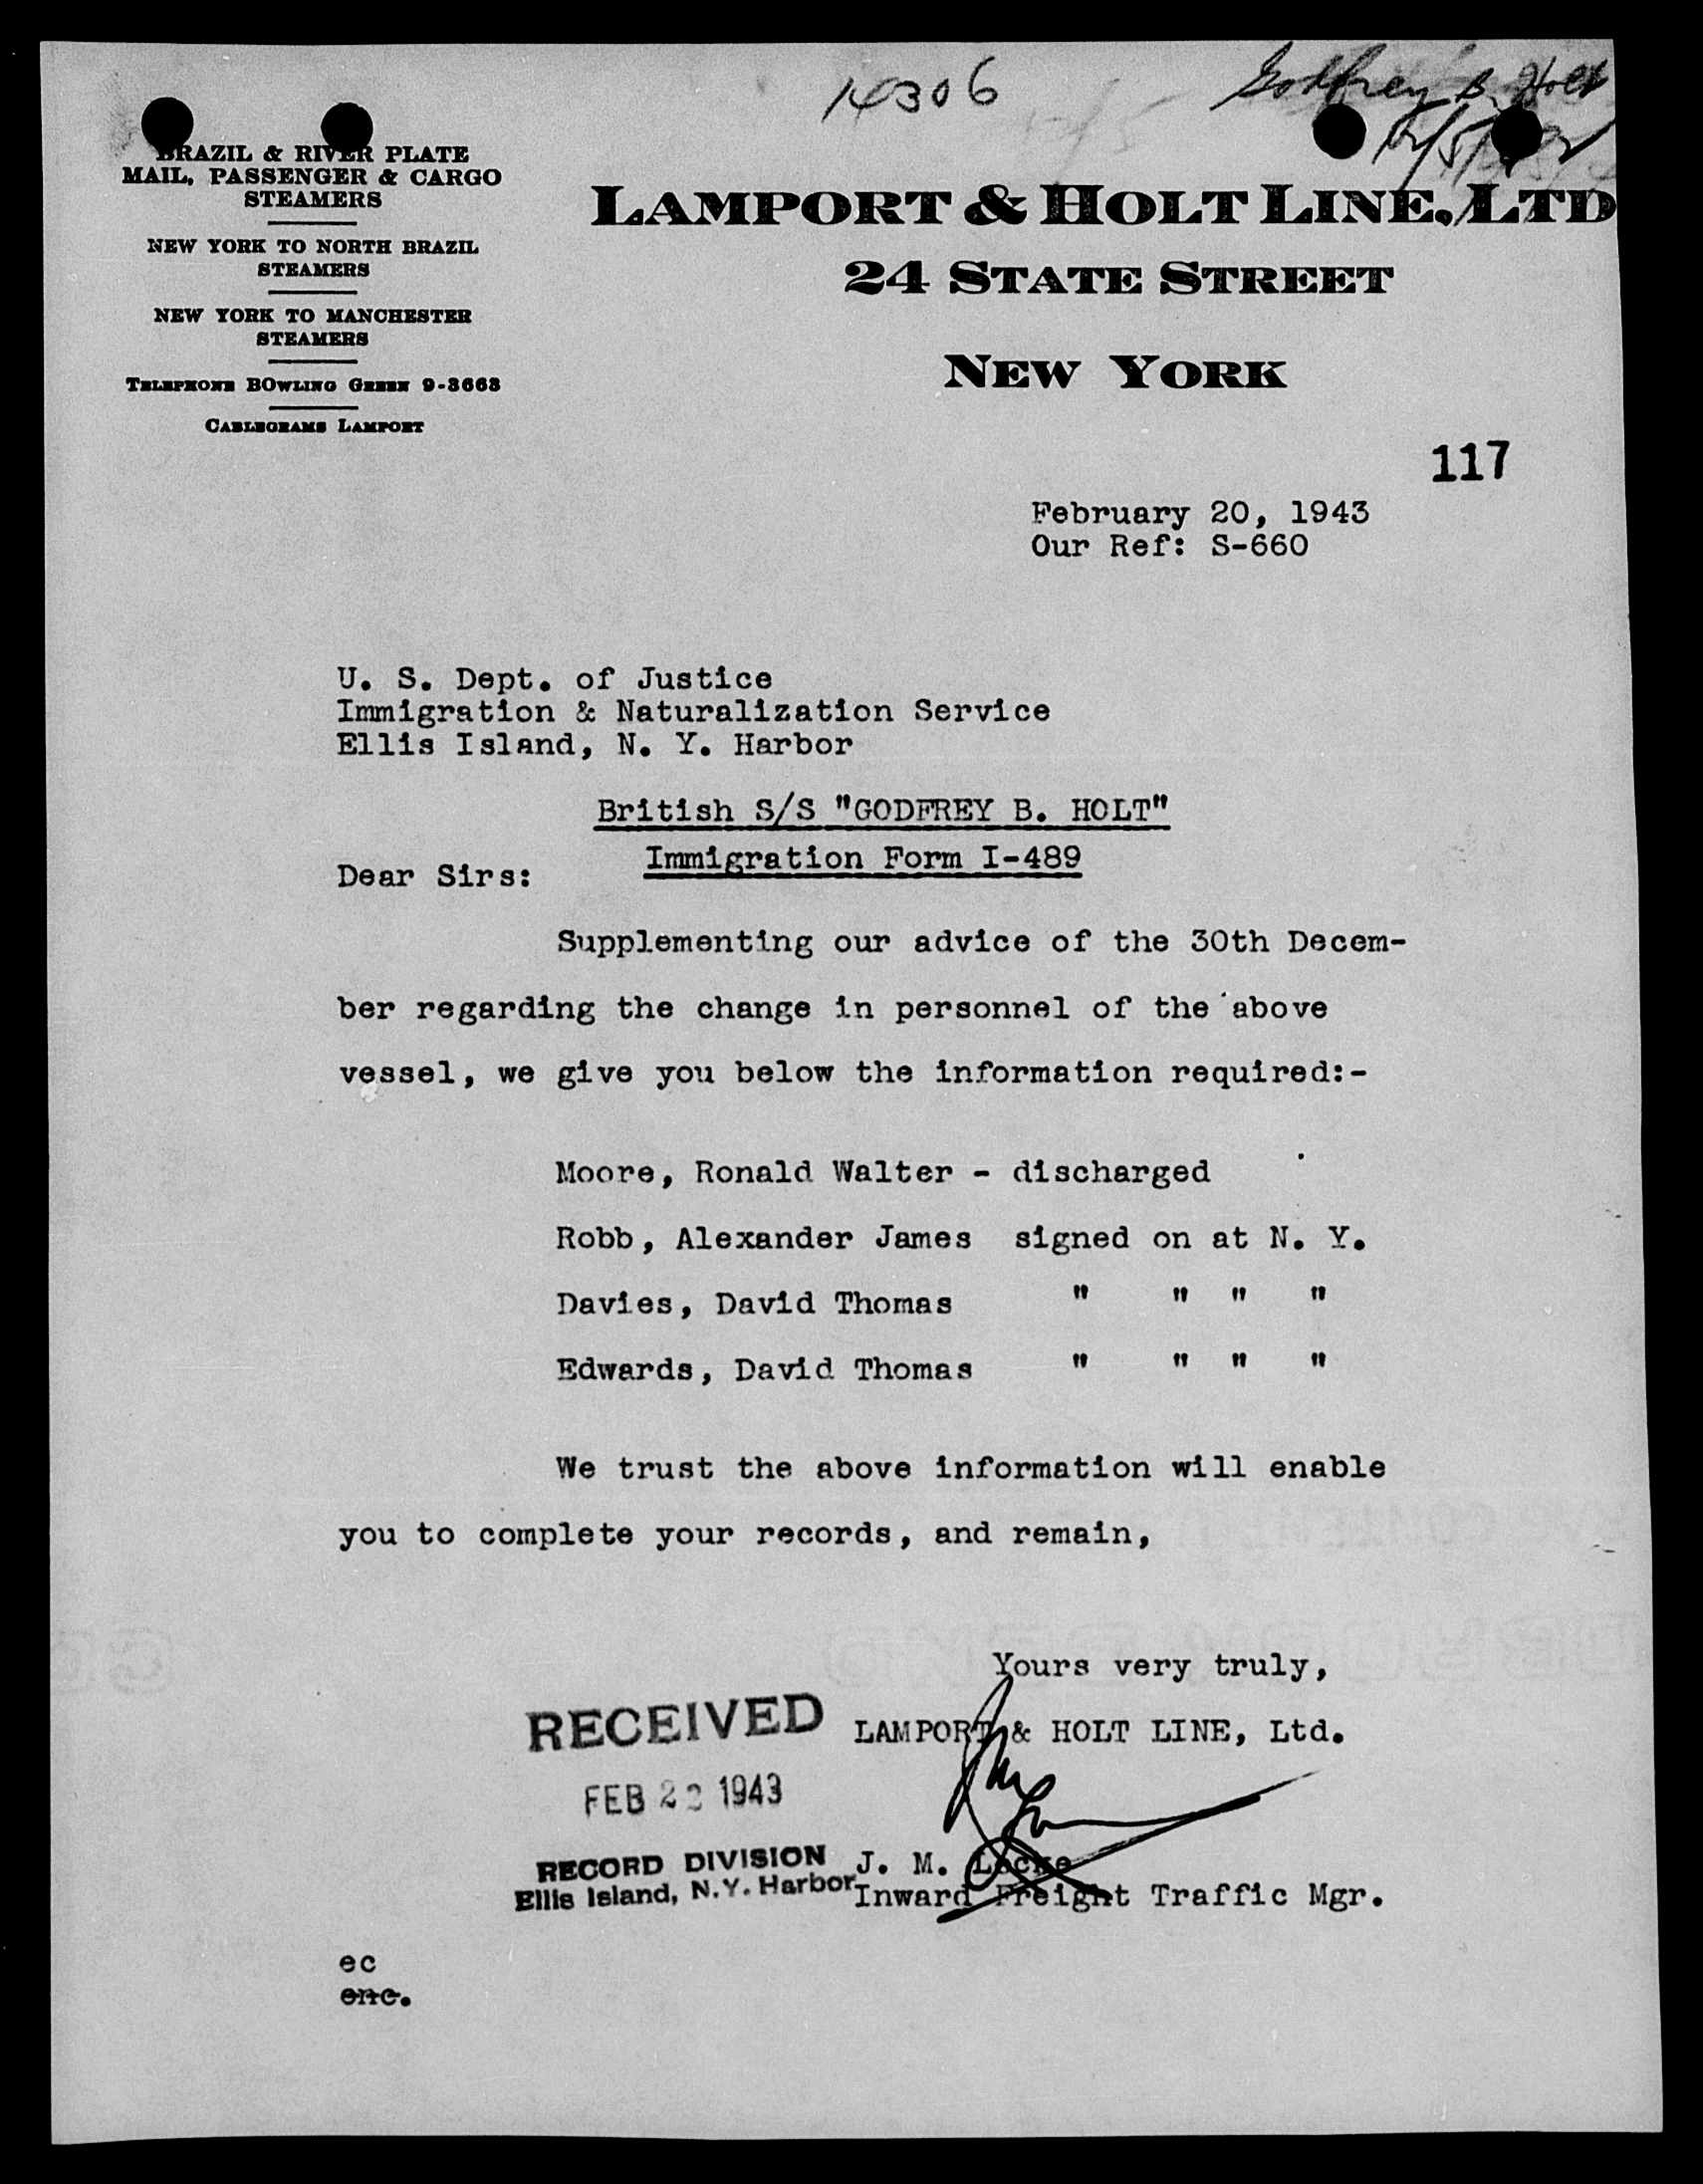 14306
Godfrey B. Holt
BRAZIL & RIVER PLATE
MAIL, PASSENGER & CARGO
STEAMERS
NEW YORK TO NORTH BRAZIL
STEAMERS
NEW YORK TO MANCHESTER
STEAMERS
TELEPHONE BOWLING GREEN 9-3663
CABLEGRAMS LAMPORT
LAMPORT & HOLT LINE, LTD
24 STATE STREET
NEW YORK
117
February 20, 1943
Our Ref: S-660
U. S. Dept. of Justice
Immigration & Naturalization Service
Ellis Island, N. Y. Harbor
British S/S "GODFREY B. HOLT"
Immigration Form I-489
Dear Sirs:
Supplementing our advice of the 30th Decem-
ber regarding the change in personnel of the above
vessel, we give you below the information required:-
Moore, Ronald Walter - discharged
Robb, Alexander James signed on at N. Y.
Davies, David Thomas " " " "
Edwards, David Thomas " " " "
We trust the above information will enable
you to complete your records, and remain,
Yours very truly,
LAMPORT & HOLT LINE, Ltd.
J. M. Locke
Inward Freight Traffic Mgr.
RECEIVED
FEB 1943
RECORD DIVISION
Ellis Island, N.Y. Harbor
ec
enc.